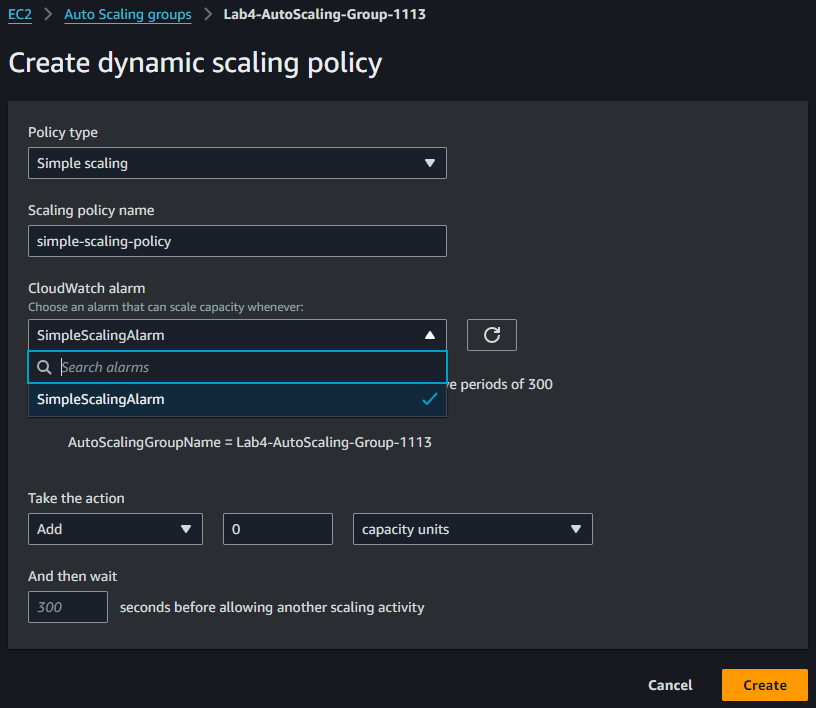 EC2 > Auto Scaling groups > Lab4-AutoScaling-Group-1113
Create dynamic scaling policy
Policy type
Simple scaling
Scaling policy name
simple-scaling-policy
CloudWatch alarm
Choose an alarm that can scale capacity whenever:
SimpleScalingAlarm
Search alarms
periods of 300
SimpleScalingAlarm
AutoScalingGroupName = Lab4-AutoScaling-Group-1113
Take the action
Add 0 capacity units
And then wait
300 seconds before allowing another scaling activity
Cancel Create